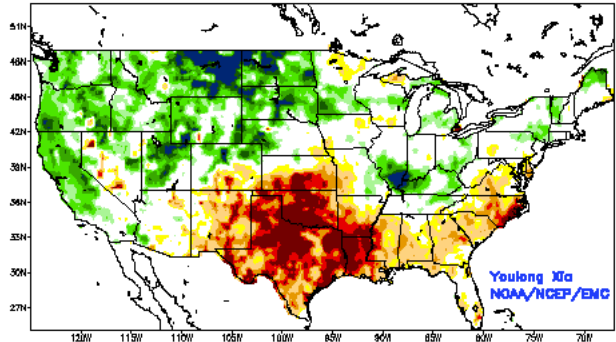 51N
48N
45N
42N
39N
36N
33N
30N
27N
Youlong Xia
NOAA/NCEP/EMC
120W 115W 110W 105W 100W 95W 90W 85W 80W 75W 70W